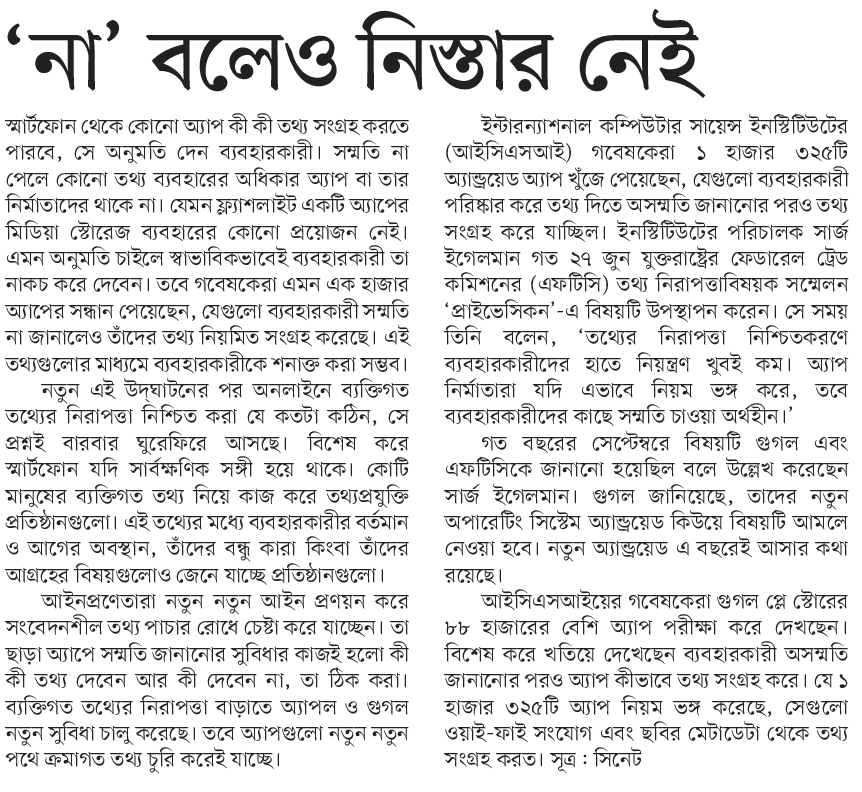 ‘না’ বলেও নিস্তার নেই
স্মার্টফোন থেকে কোনো অ্যাপ কী কী তথ্য সংগ্রহ করতে
পারবে, সে অনুমতি দেন ব্যবহারকারী। সম্মতি না
পেলে কোনো তথ্য ব্যবহারের অধিকার অ্যাপ বা তার
নির্মাতাদের থাকে না। যেমন ফ্ল্যাশলাইট একটি অ্যাপের
মিডিয়া স্টোরেজ ব্যবহারের কোনো প্রয়োজন নেই।
এমন অনুমতি চাইলে স্বাভাবিকভাবেই ব্যবহারকারী তা
নাকচ করে দেবেন। তবে গবেষকেরা এমন এক হাজার
অ্যাপের সন্ধান পেয়েছেন, যেগুলো ব্যবহারকারী সম্মতি
না জানালেও তাঁদের তথ্য নিয়মিত সংগ্রহ করেছে। এই
তথ্যগুলোর মাধ্যমে ব্যবহারকারীকে শনাক্ত করা সম্ভব।
নতুন এই উদ্‌ঘাটনের পর অনলাইনে ব্যক্তিগত
তথ্যের নিরাপত্তা নিশ্চিত করা যে কতটা কঠিন, সে
প্রশ্নই বারবার ঘুরেফিরে আসছে। বিশেষ করে
স্মার্টফোন যদি সার্বক্ষণিক সঙ্গী হয়ে থাকে। কোটি
মানুষের ব্যক্তিগত তথ্য নিয়ে কাজ করে তথ্যপ্রযুক্তি
প্রতিষ্ঠানগুলো। এই তথ্যের মধ্যে ব্যবহারকারীর বর্তমান
ও আগের অবস্থান, তাঁদের বন্ধু কারা কিংবা তাঁদের
আগ্রহের বিষয়গুলোও জেনে যাচ্ছে প্রতিষ্ঠানগুলো।
আইনপ্রণেতারা নতুন নতুন আইন প্রণয়ন করে
সংবেদনশীল তথ্য পাচার রোধে চেষ্টা করে যাচ্ছেন। তা
ছাড়া অ্যাপে সম্মতি জানানোর সুবিধার কাজই হলো কী
কী তথ্য দেবেন আর কী দেবেন না, তা ঠিক করা।
ব্যক্তিগত তথ্যের নিরাপত্তা বাড়াতে অ্যাপল ও গুগল
নতুন সুবিধা চালু করেছে। তবে অ্যাপগুলো নতুন নতুন
পথে ক্রমাগত তথ্য চুরি করেই যাচ্ছে।
ইন্টারন্যাশনাল কম্পিউটার সায়েন্স ইনস্টিটিউটের
(আইসিএসআই) গবেষকেরা ১ হাজার ৩২৫টি
অ্যান্ড্রয়েড অ্যাপ খুঁজে পেয়েছেন, যেগুলো ব্যবহারকারী
পরিষ্কার করে তথ্য দিতে অসম্মতি জানানোর পরও তথ্য
সংগ্রহ করে যাচ্ছিল। ইনস্টিটিউটের পরিচালক সার্জ
ইগেলমান গত ২৭ জুন যুক্তরাষ্ট্রের ফেডারেল ট্রেড
কমিশনের (এফটিসি) তথ্য নিরাপত্তাবিষয়ক সম্মেলন
‘প্রাইভেসিকন’-এ বিষয়টি উপস্থাপন করেন। সে সময়
তিনি বলেন, ‘তথ্যের নিরাপত্তা নিশ্চিতকরণে
ব্যবহারকারীদের হাতে নিয়ন্ত্রণ খুবই কম। অ্যাপ
নির্মাতারা যদি এভাবে নিয়ম ভঙ্গ করে, তবে
ব্যবহারকারীদের কাছে সম্মতি চাওয়া অর্থহীন।’
গত বছরের সেপ্টেম্বরে বিষয়টি গুগল এবং
এফটিসিকে জানানো হয়েছিল বলে উল্লেখ করেছেন
সার্জ ইগেলমান। গুগল জানিয়েছে, তাদের নতুন
অপারেটিং সিস্টেম অ্যান্ড্রয়েড কিউয়ে বিষয়টি আমলে
নেওয়া হবে। নতুন অ্যান্ড্রয়েড এ বছরেই আসার কথা
রয়েছে।
আইসিএসআইয়ের গবেষকেরা গুগল প্লে স্টোরের
৮৮ হাজারের বেশি অ্যাপ পরীক্ষা করে দেখছেন।
বিশেষ করে খতিয়ে দেখেছেন ব্যবহারকারী অসম্মতি
জানানোর পরও অ্যাপ কীভাবে তথ্য সংগ্রহ করে। যে ১
হাজার ৩২৫টি অ্যাপ নিয়ম ভঙ্গ করেছে, সেগুলো
ওয়াই-ফাই সংযোগ এবং ছবির মেটাডেটা থেকে তথ্য
সংগ্রহ করত। সূত্র : সিনেট